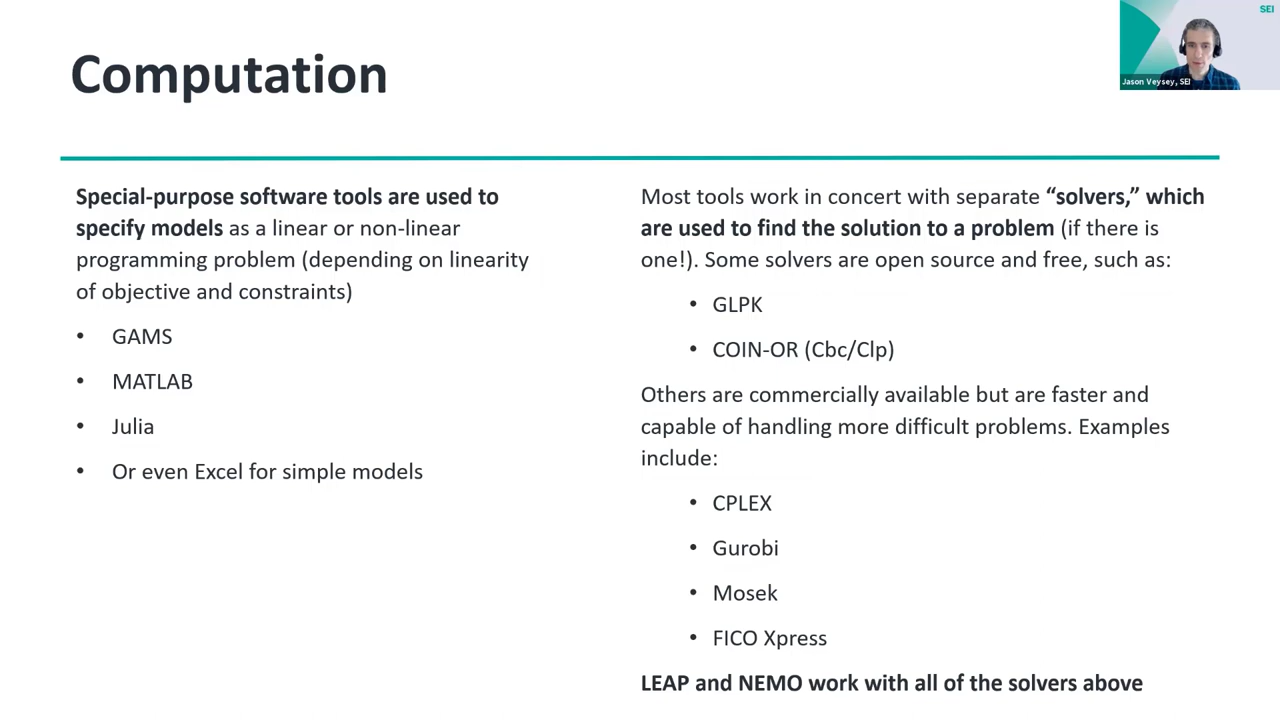 Computation
SEI
Jason Veysey, SEI
Special-purpose software tools are used to
specify models as a linear or non-linear
programming problem (depending on linearity
of objective and constraints)
• GAMS
• MATLAB
• Julia
• Or even Excel for simple models
Most tools work in concert with separate “solvers,” which
are used to find the solution to a problem (if there is
one!). Some solvers are open source and free, such as:
• GLPK
• COIN-OR (Cbc/Clp)
Others are commercially available but are faster and
capable of handling more difficult problems. Examples
include:
• CPLEX
• Gurobi
• Mosek
• FICO Xpress
LEAP and NEMO work with all of the solvers above